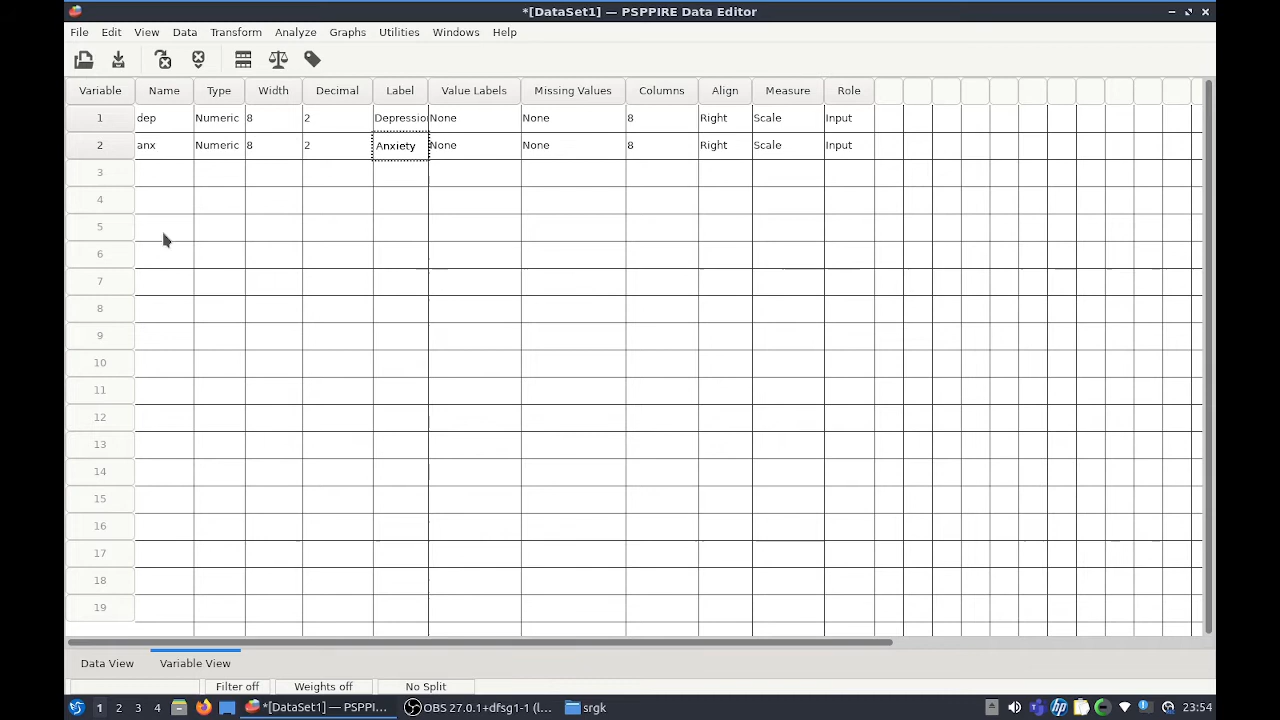 *[DataSet1] — PSPPIRE Data Editor
File Edit View Data Transform Analyze Graphs Utilities Windows Help
Variable Name Type Width Decimal Label Value Labels Missing Values Columns Align Measure Role
1 dep Numeric 8 2 Depressio None None 8 Right Scale Input
2 anx Numeric 8 2 Anxiety None None 8 Right Scale Input
3
4
5
6
7
8
9
10
11
12
13
14
15
16
17
18
19
Data View Variable View
Filter off Weights off No Split
1 2 3 4 *[DataSet1] — PSPPI... OBS 27.0.1+dfsg1-1 (l... srgk 23:54